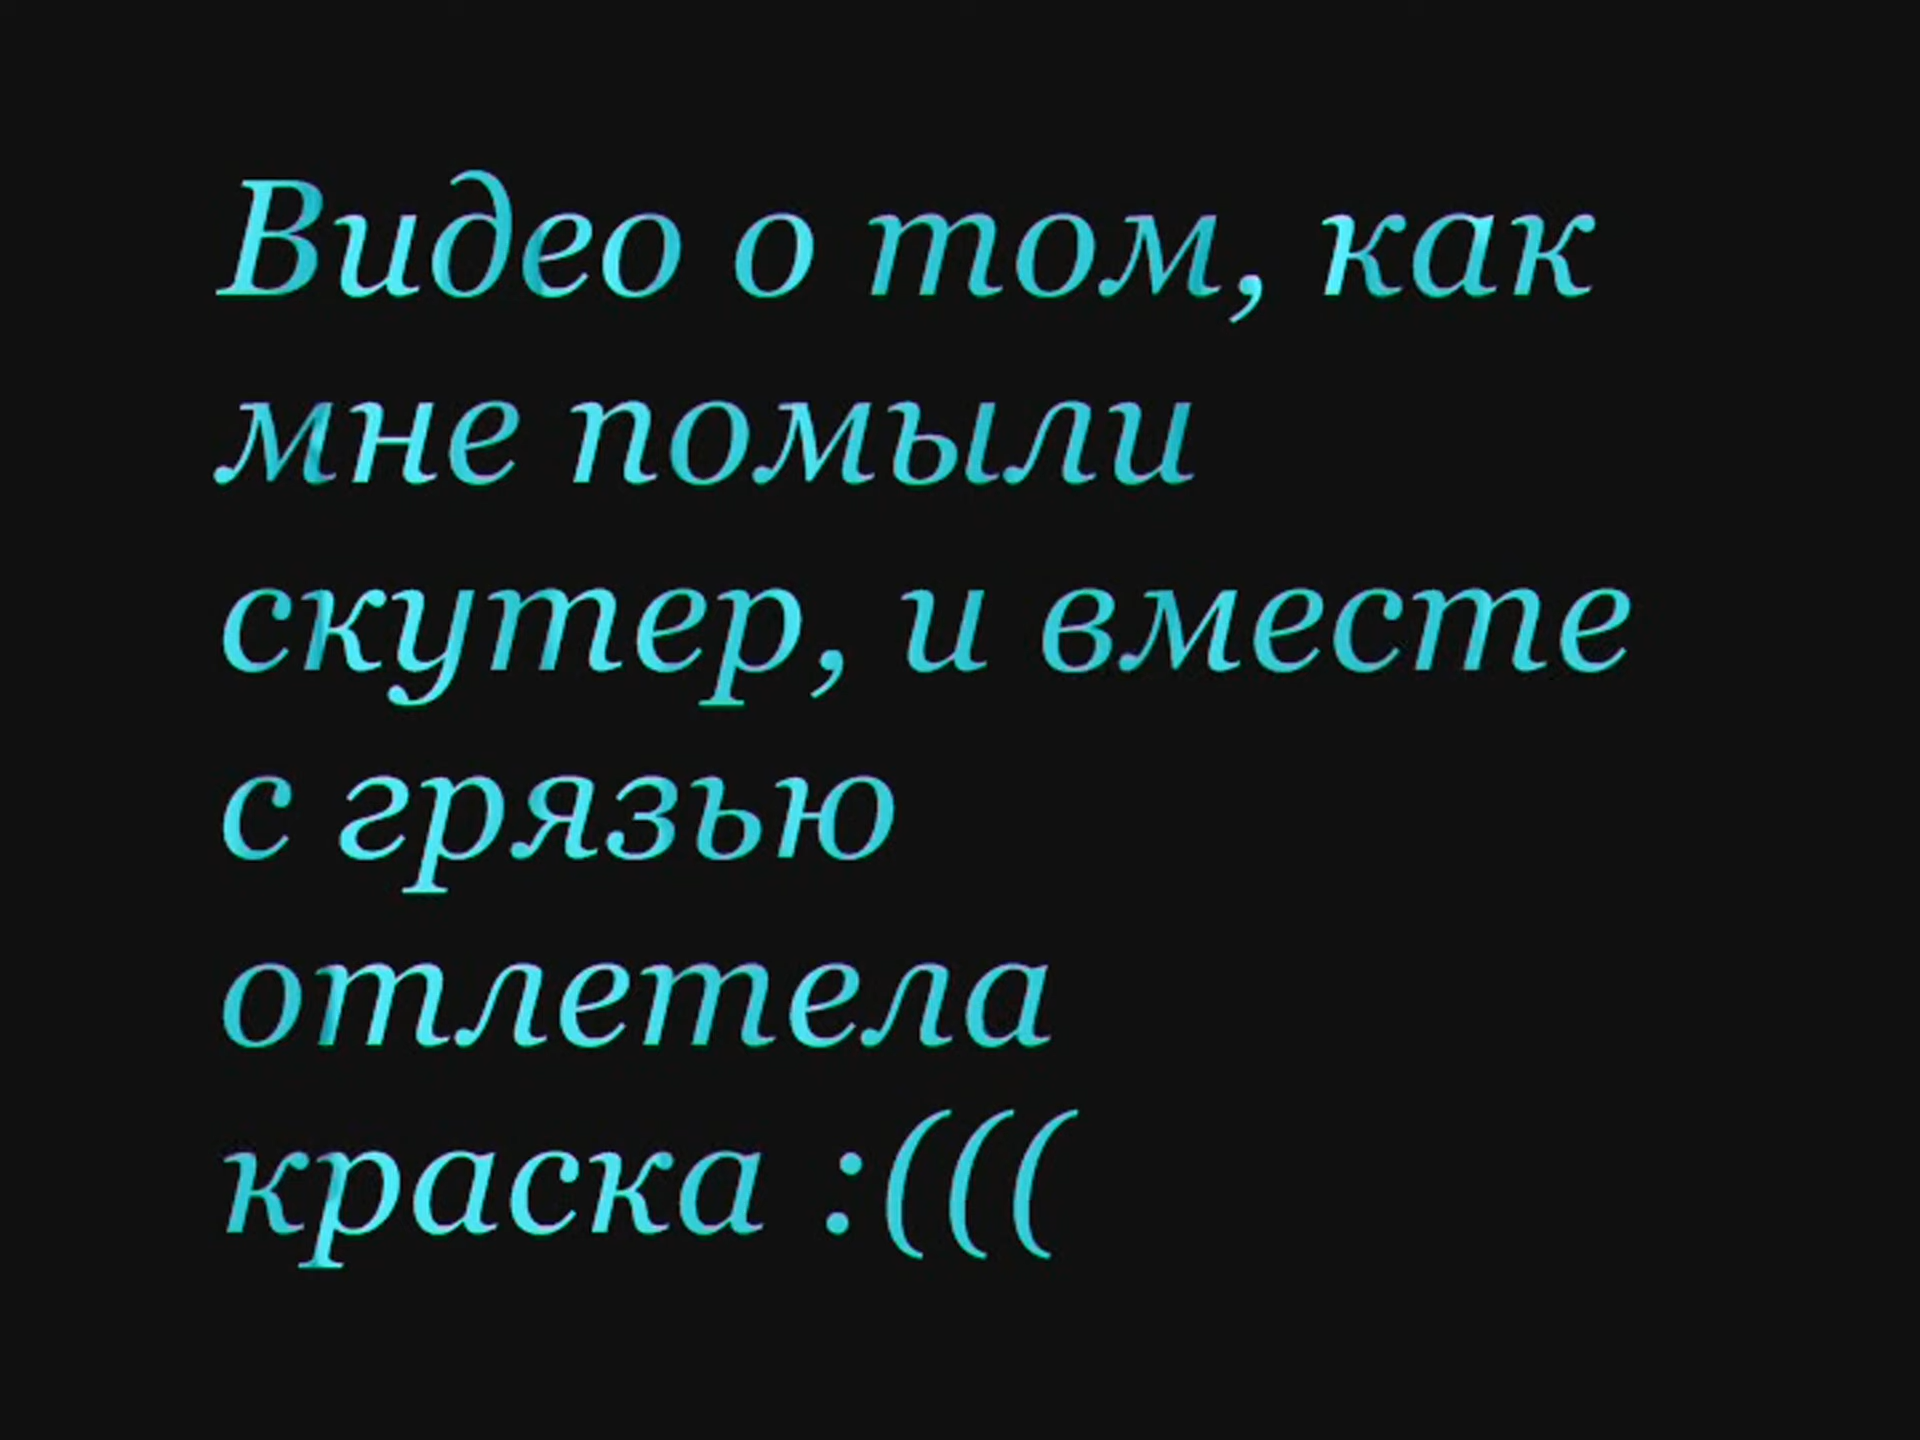 Видео о том, как
мне помыли
скутер, и вместе
с грязью
отлетела
краска :(((